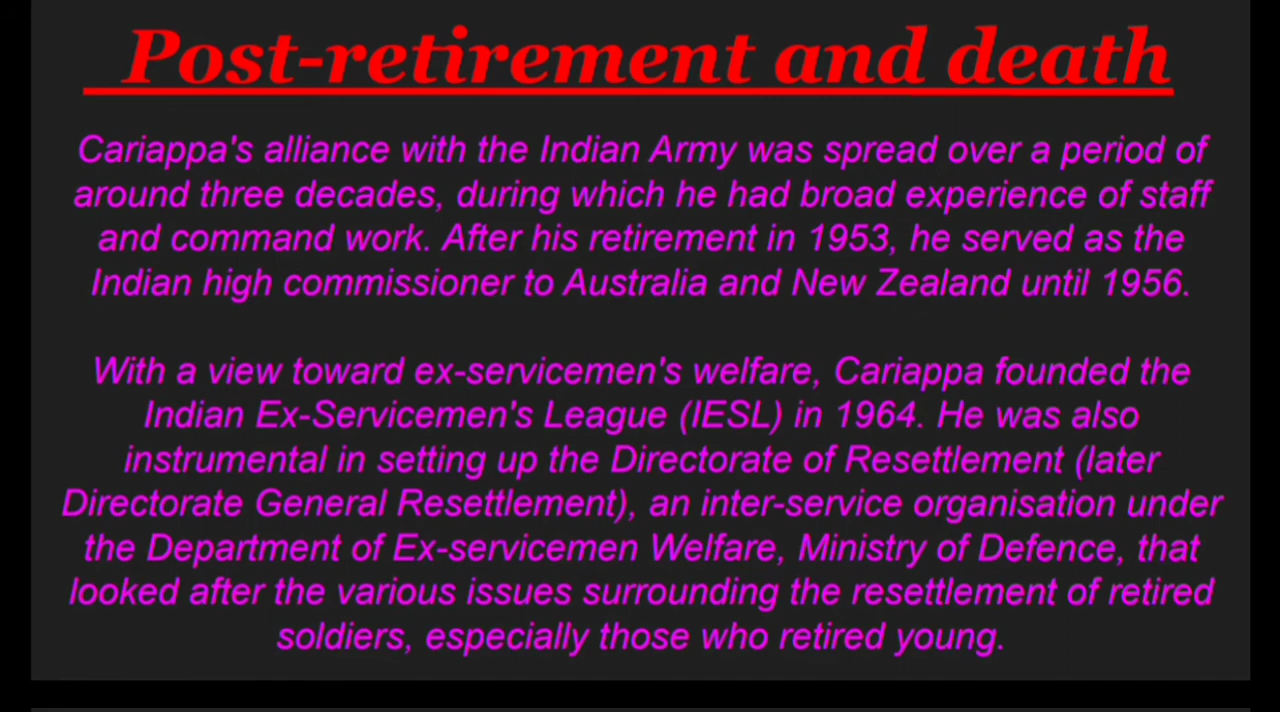 Post-retirement and death
Cariappa's alliance with the Indian Army was spread over a period of
around three decades, during which he had broad experience of staff
and command work. After his retirement in 1953, he served as the
Indian high commissioner to Australia and New Zealand until 1956.
With a view toward ex-servicemen's welfare, Cariappa founded the
Indian Ex-Servicemen's League (IESL) in 1964. He was also
instrumental in setting up the Directorate of Resettlement (later
Directorate General Resettlement), an inter-service organisation under
the Department of Ex-servicemen Welfare, Ministry of Defence, that
looked after the various issues surrounding the resettlement of retired
soldiers, especially those who retired young.